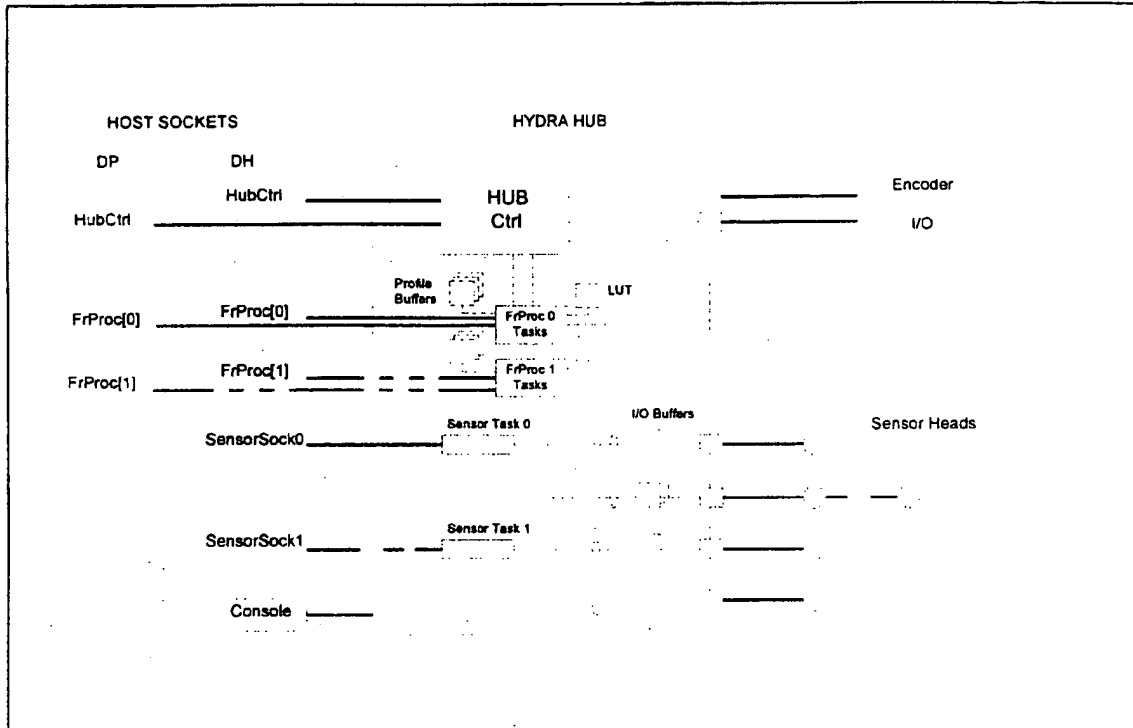 HOST SOCKETS
HYDRA HUB
DP
DH
HubCtrl
HUB
Ctrl
Encoder
HubCtrl
I/O
Profile
Buffers
LUT
FrProc[0]
FrProc[0]
FrProc 0
Tasks
FrProc[1]
FrProc[1]
FrProc 1
Tasks
I/O Buffers
Sensor Heads
SensorSock0
Sensor Task 0
SensorSock1
Sensor Task 1
Console